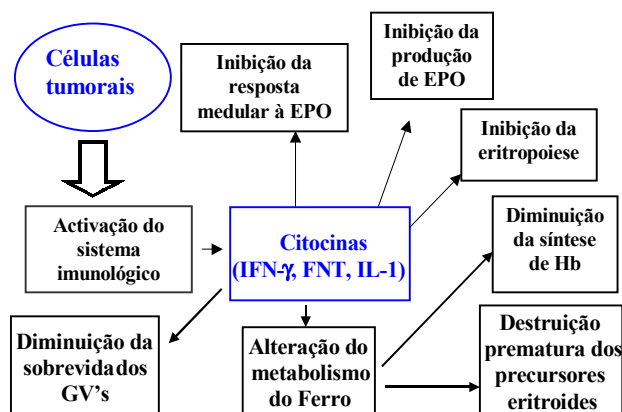 Células
tumorais
Inibição da
resposta
medular à EPO
Inibição da
produção
de EPO
Inibição da
eritropoiese
Activação do
sistema
imunológico
Citocinas
(IFN-γ, FNT, IL-1)
Diminuição
da síntese
de Hb
Diminuição da
sobrevidados
GV’s
Alteração do
metabolismo
do Ferro
Destruição
prematura dos
precursores
eritroides